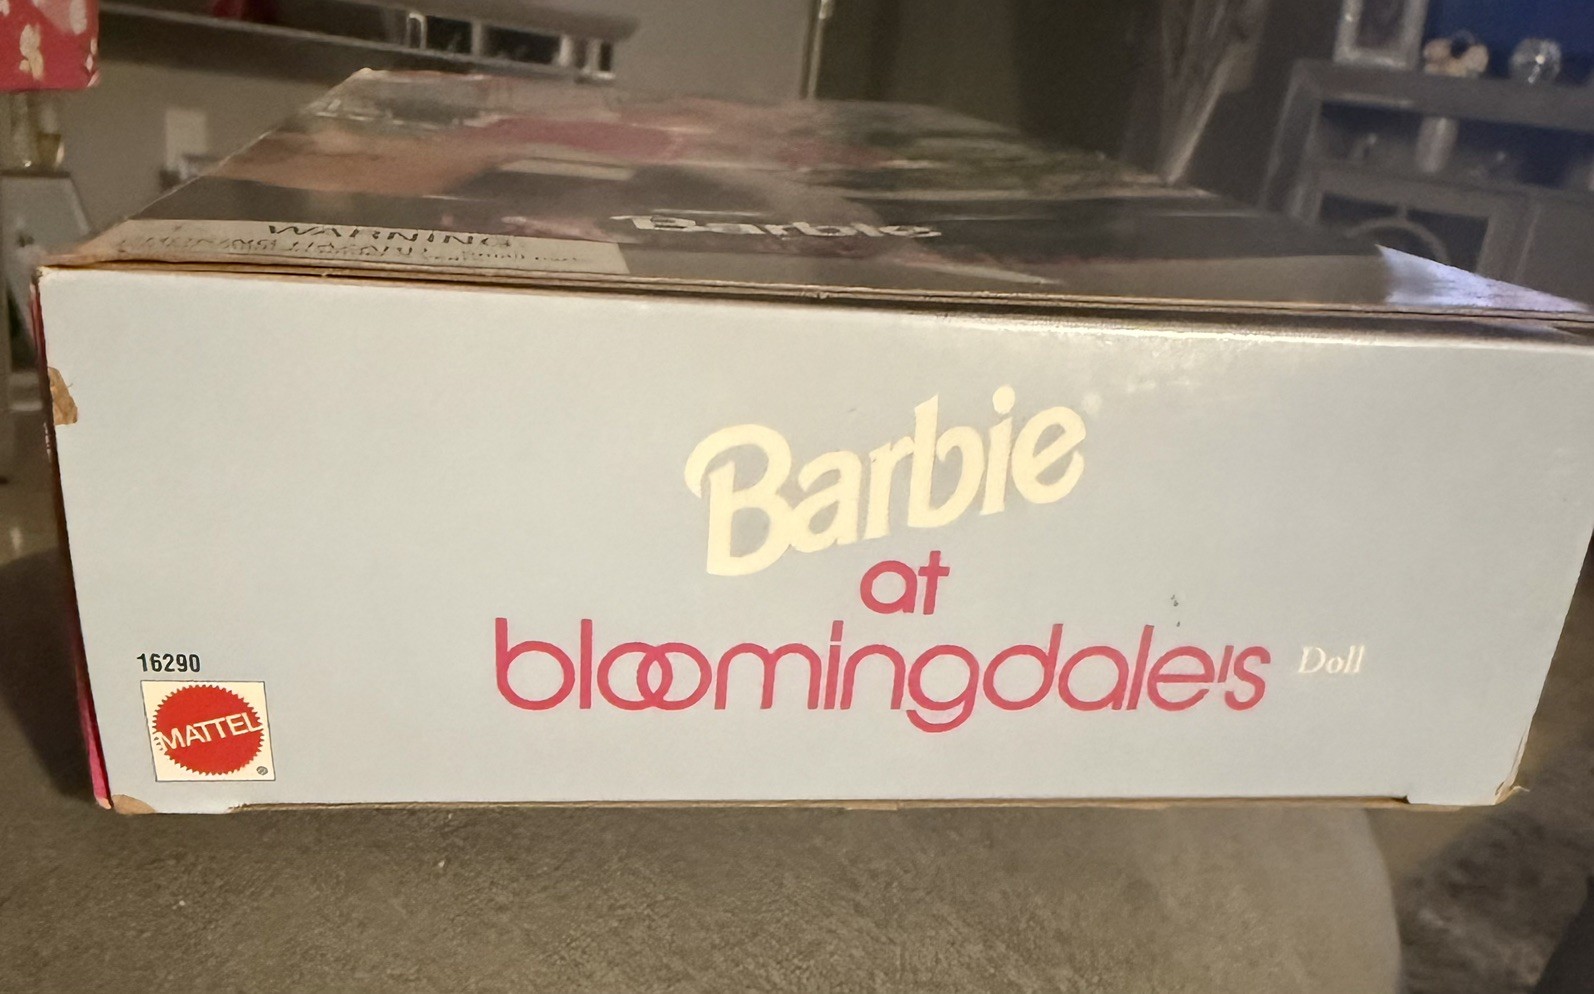 WARNING
Barbie
Barbie
at
bloomingdale's Doll
16290
MATTEL
®